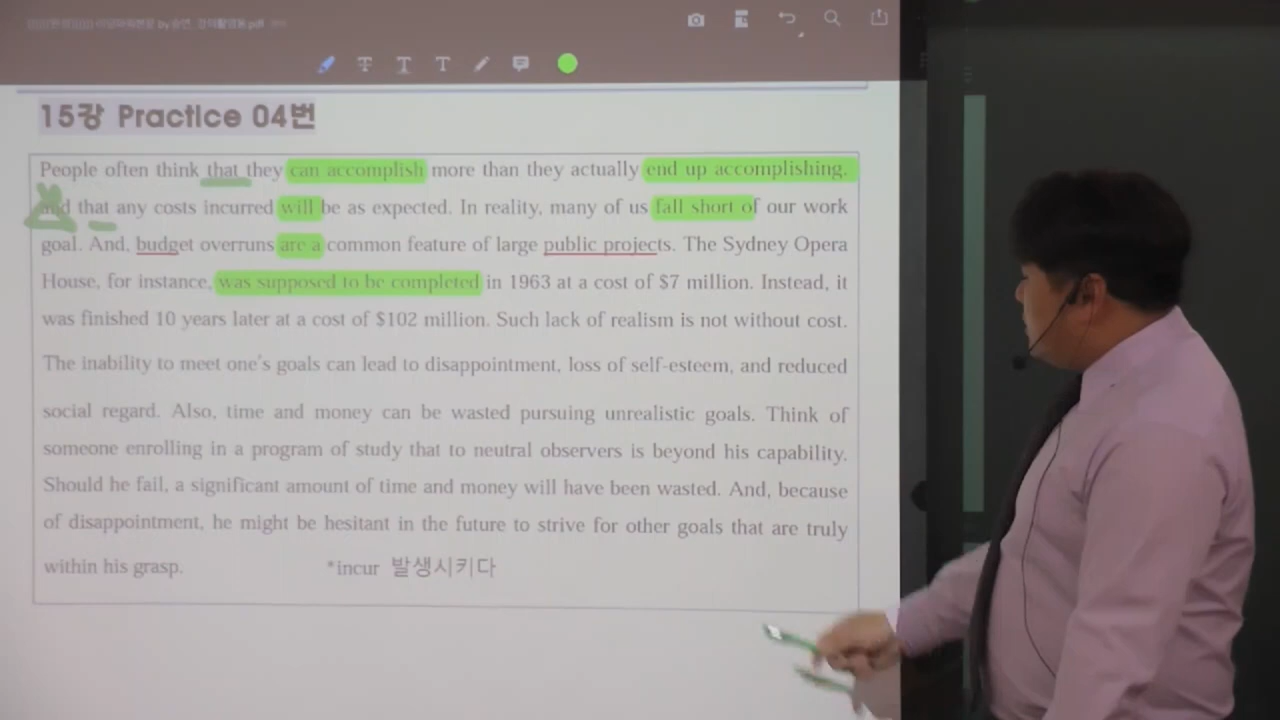 15강 Practice 04번
People often think that they can accomplish more than they actually end up accomplishing,
and that any costs incurred will be as expected. In reality, many of us fall short of our work
goal. And, budget overruns are a common feature of large public projects. The Sydney Opera
House, for instance, was supposed to be completed in 1963 at a cost of $7 million. Instead, it
was finished 10 years later at a cost of $102 million. Such lack of realism is not without cost.
The inability to meet one's goals can lead to disappointment, loss of self-esteem, and reduced
social regard. Also, time and money can be wasted pursuing unrealistic goals. Think of
someone enrolling in a program of study that to neutral observers is beyond his capability.
Should he fail, a significant amount of time and money will have been wasted. And, because
of disappointment, he might be hesitant in the future to strive for other goals that are truly
within his grasp. *incur 발생시키다